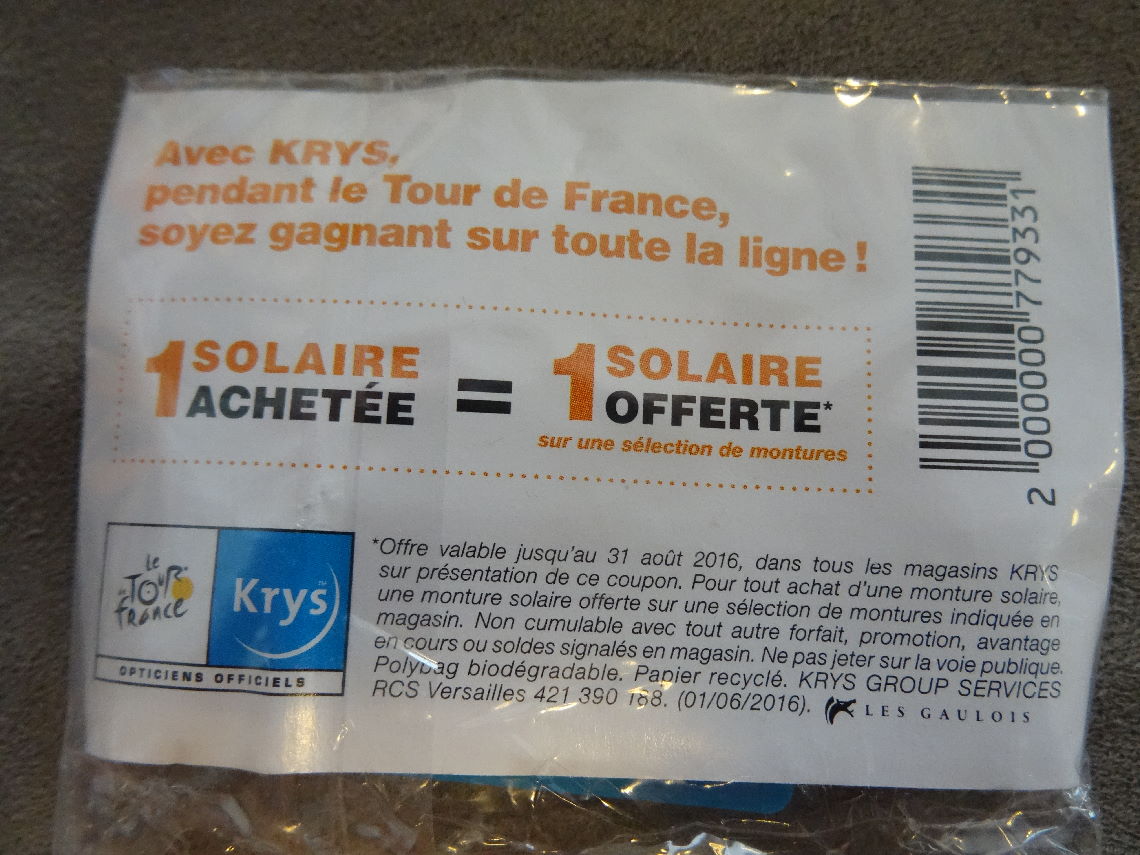 Avec KRYS,
pendant le Tour de France,
soyez gagnant sur toute la ligne !
1 SOLAIRE
ACHETÉE
=
1 SOLAIRE
OFFERTE*
sur une sélection de montures
2 000000 779331
le
TOUR
de
france
Krys™
OPTICIENS OFFICIELS
*Offre valable jusqu'au 31 août 2016, dans tous les magasins KRYS
sur présentation de ce coupon. Pour tout achat d'une monture solaire,
une monture solaire offerte sur une sélection de montures indiquée en
magasin. Non cumulable avec tout autre forfait, promotion, avantage
en cours ou soldes signalés en magasin. Ne pas jeter sur la voie publique.
Polybag biodégradable. Papier recyclé. KRYS GROUP SERVICES
RCS Versailles 421 390 188. (01/06/2016).
LES GAULOIS